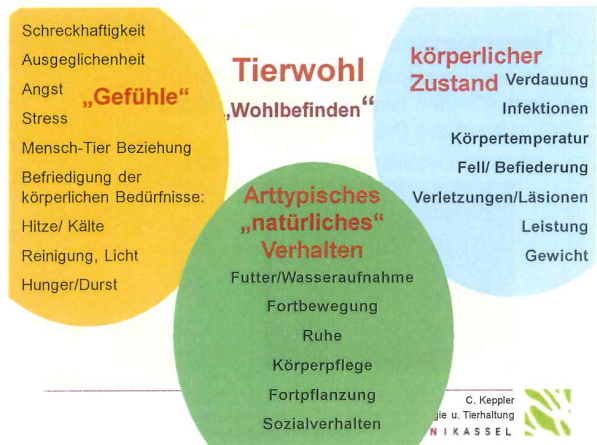 Schreckhaftigkeit
Ausgeglichenheit
Angst
„Gefühle“
Stress
Mensch-Tier Beziehung
Befriedigung der
körperlichen Bedürfnisse:
Hitze/ Kälte
Reinigung, Licht
Hunger/Durst
Tierwohl
„Wohlbefinden“
körperlicher
Zustand
Verdauung
Infektionen
Körpertemperatur
Fell/ Befiederung
Verletzungen/Läsionen
Leistung
Gewicht
Arttypisches
„natürliches“
Verhalten
Futter/Wasseraufnahme
Fortbewegung
Ruhe
Körperpflege
Fortpflanzung
Sozialverhalten
C. Keppler
u. Tierhaltung
KASSEL